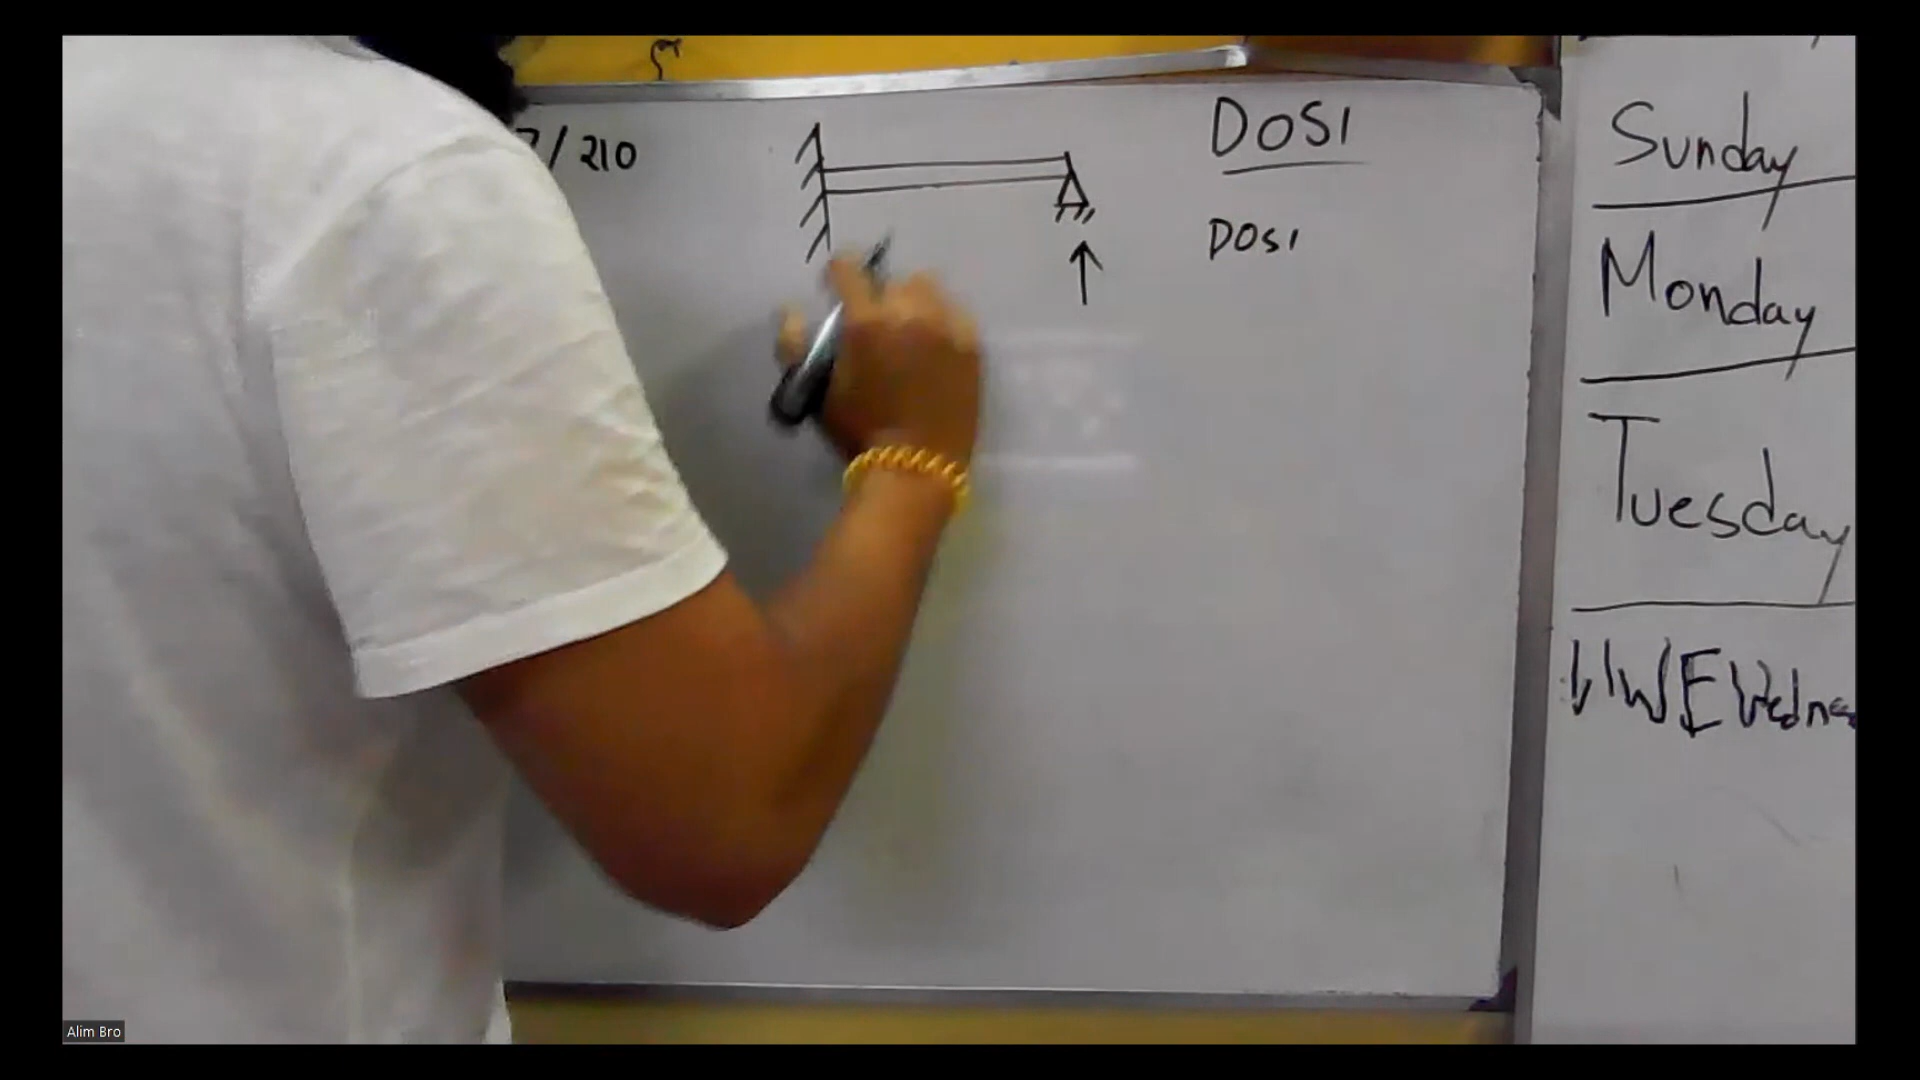 /210
DOSI
DOSI
Sunday
Monday
Tuesday
Alim Bro